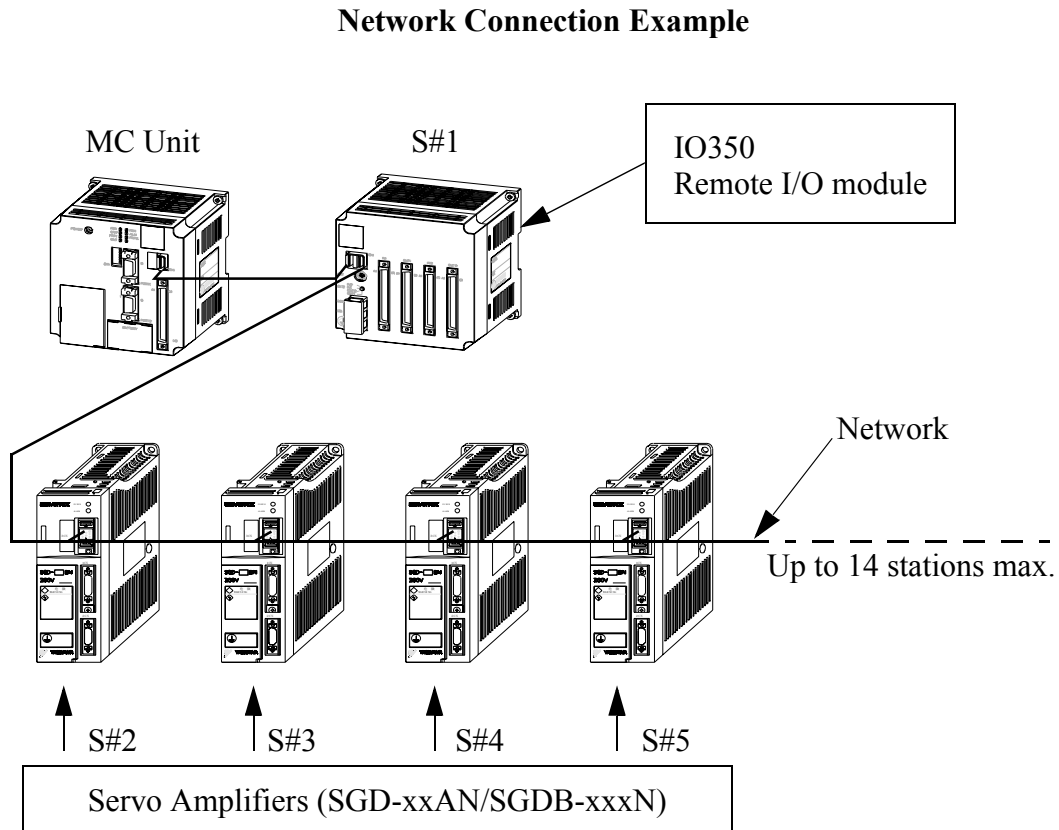 Network Connection Example
MC Unit
S#1
IO350
Remote I/O module
Network
Up to 14 stations max.
S#2
S#3
S#4
S#5
Servo Amplifiers (SGD-xxAN/SGDB-xxxN)